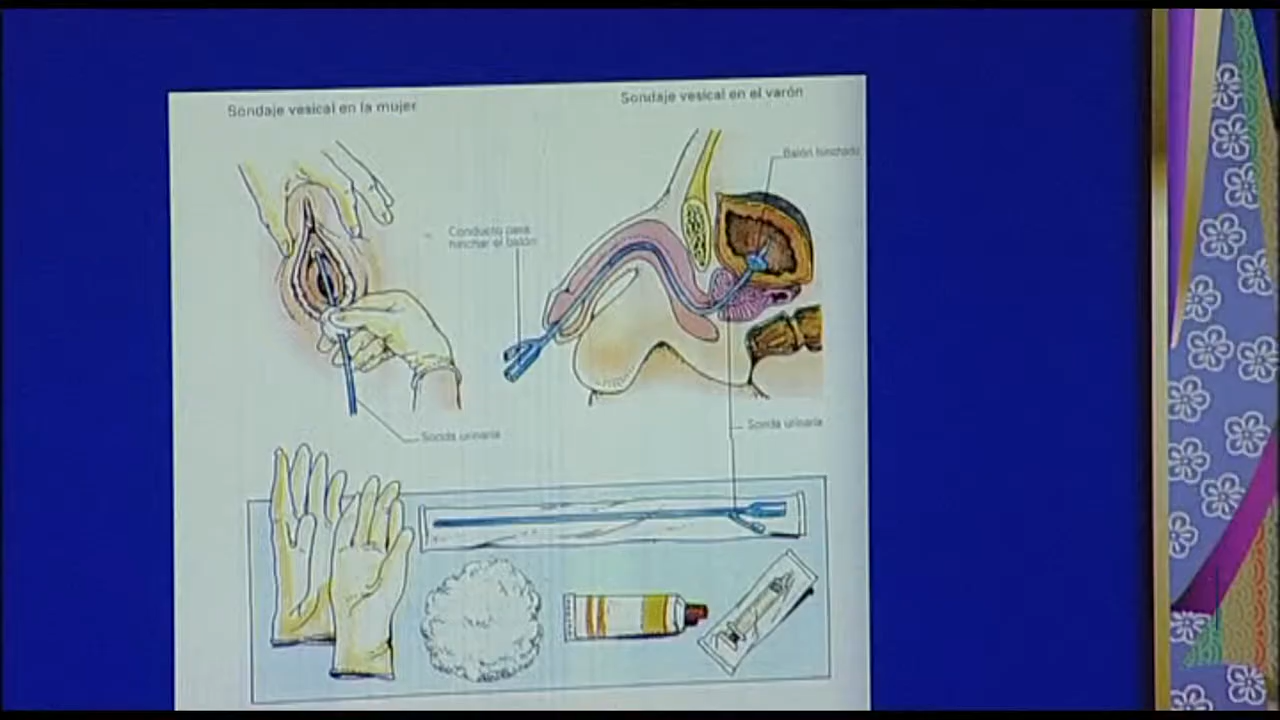 Sondaje vesical en la mujer
Sondaje vesical en el varón
Balón hinchado
Conducto para
hinchar el balón
Sonda urinaria
Sonda urinaria